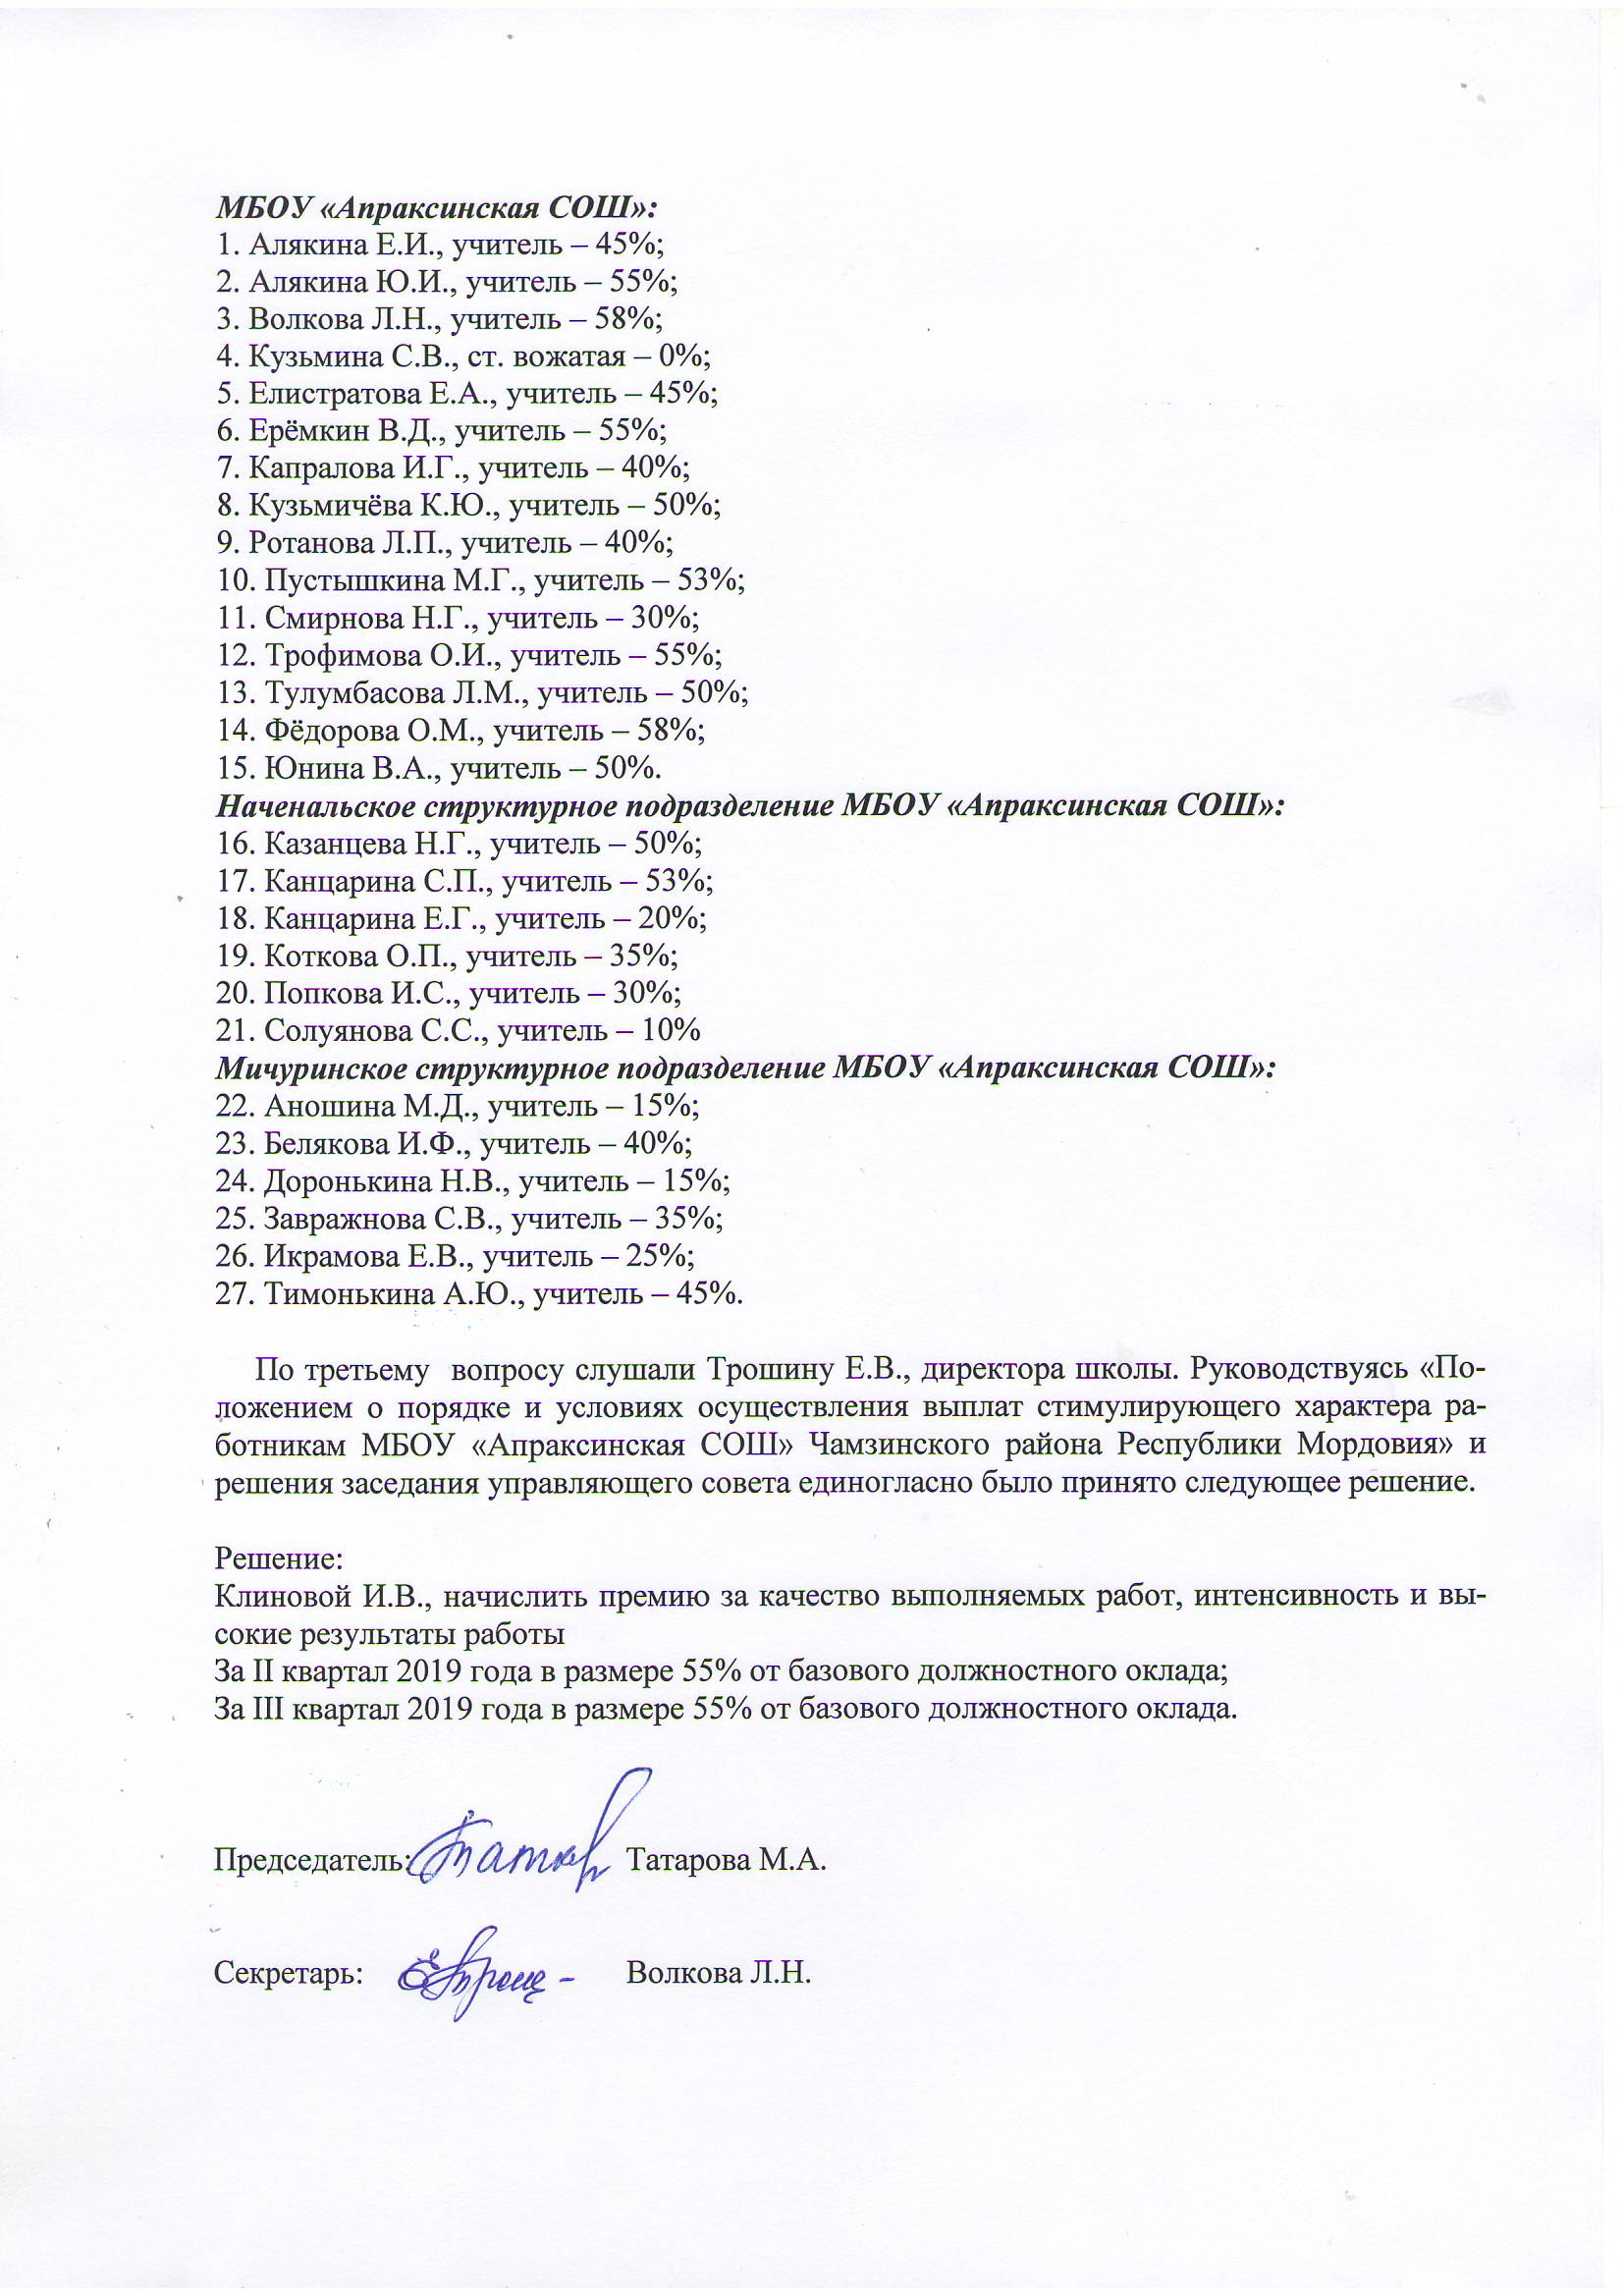 МБОУ «Апраксинская СОШ»:
1. Алякина Е.И., учитель – 45%;
2. Алякина Ю.И., учитель – 55%;
3. Волкова Л.Н., учитель – 58%;
4. Кузьмина С.В., ст. вожатая – 0%;
5. Елистратова Е.А., учитель – 45%;
6. Ерёмкин В.Д., учитель – 55%;
7. Капралова И.Г., учитель – 40%;
8. Кузьмичёва К.Ю., учитель – 50%;
9. Ротанова Л.П., учитель – 40%;
10. Пустышкина М.Г., учитель – 53%;
11. Смирнова Н.Г., учитель – 30%;
12. Трофимова О.И., учитель – 55%;
13. Тулумбасова Л.М., учитель – 50%;
14. Фёдорова О.М., учитель – 58%;
15. Юнина В.А., учитель – 50%.
Наченальское структурное подразделение МБОУ «Апраксинская СОШ»:
16. Казанцева Н.Г., учитель – 50%;
17. Канцарина С.П., учитель – 53%;
18. Канцарина Е.Г., учитель – 20%;
19. Коткова О.П., учитель – 35%;
20. Попкова И.С., учитель – 30%;
21. Солуянова С.С., учитель – 10%
Мичуринское структурное подразделение МБОУ «Апраксинская СОШ»:
22. Аношина М.Д., учитель – 15%;
23. Белякова И.Ф., учитель – 40%;
24. Доронькина Н.В., учитель – 15%;
25. Завражнова С.В., учитель – 35%;
26. Икрамова Е.В., учитель – 25%;
27. Тимонькина А.Ю., учитель – 45%.
По третьему вопросу слушали Трошину Е.В., директора школы. Руководствуясь «По-
ложением о порядке и условиях осуществления выплат стимулирующего характера ра-
ботникам МБОУ «Апраксинская СОШ» Чамзинского района Республики Мордовия» и
решения заседания управляющего совета единогласно было принято следующее решение.
Решение:
Клиновой И.В., начислить премию за качество выполняемых работ, интенсивность и вы-
сокие результаты работы
За II квартал 2019 года в размере 55% от базового должностного оклада;
За III квартал 2019 года в размере 55% от базового должностного оклада.
Председатель: Татарова М.А.
Секретарь: Волкова Л.Н.